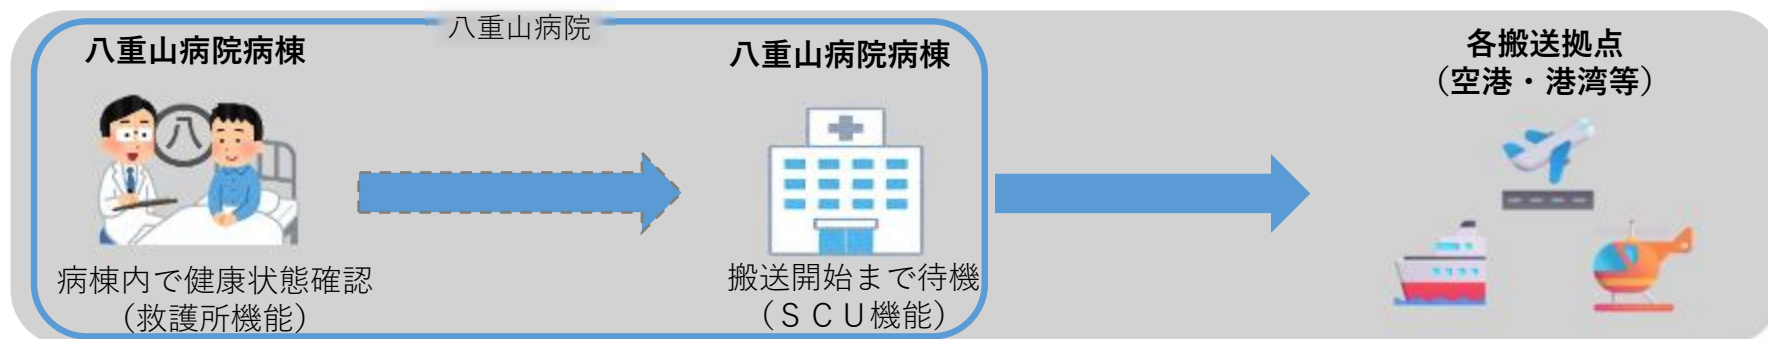 八重山病院
八重山病院病棟
八
病棟内で健康状態確認
（救護所機能）
八重山病院病棟
搬送開始まで待機
（ＳＣＵ機能）
各搬送拠点
（空港・港湾等）